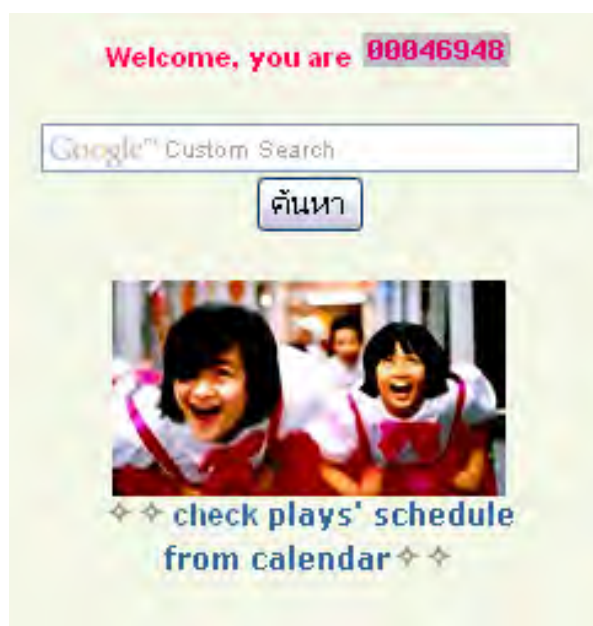 Welcome, you are 00046948
Google™ Custom Search
ค้นหา
✧✧ check plays' schedule
from calendar✧✧